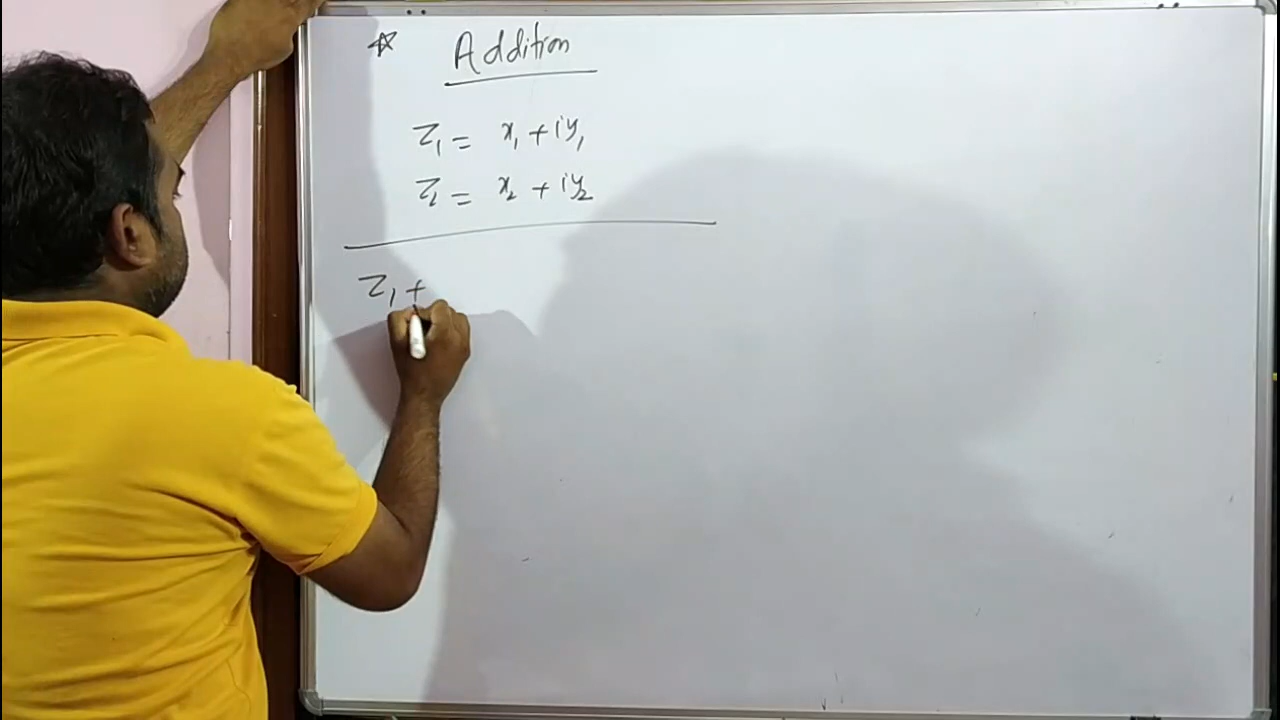 ☆ Addition
z₁ = x₁ + iy₁
z₂ = x₂ + iy₂
z₁ +